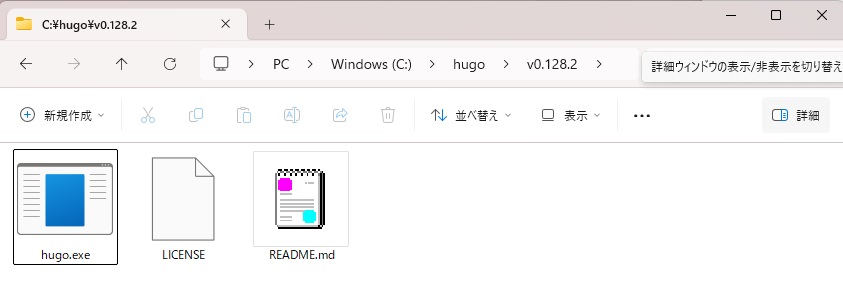 C:¥hugo¥v0.128.2
PC > Windows (C:) > hugo > v0.128.2 >
詳細ウィンドウの表示/非表示を切り替え
新規作成 並べ替え 表示 ... 詳細
hugo.exe LICENSE README.md